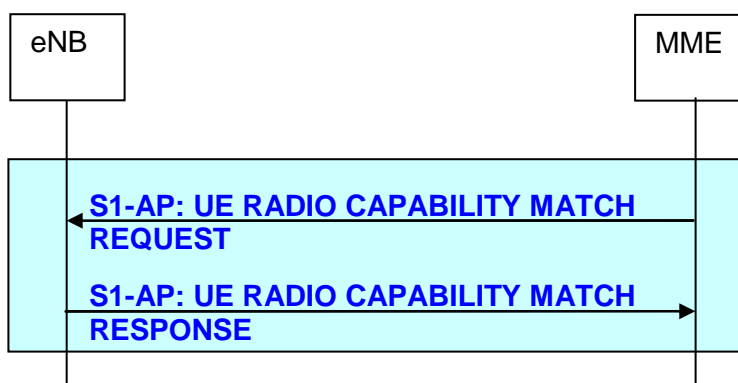 eNB
MME
S1-AP: UE RADIO CAPABILITY MATCH
REQUEST
S1-AP: UE RADIO CAPABILITY MATCH
RESPONSE